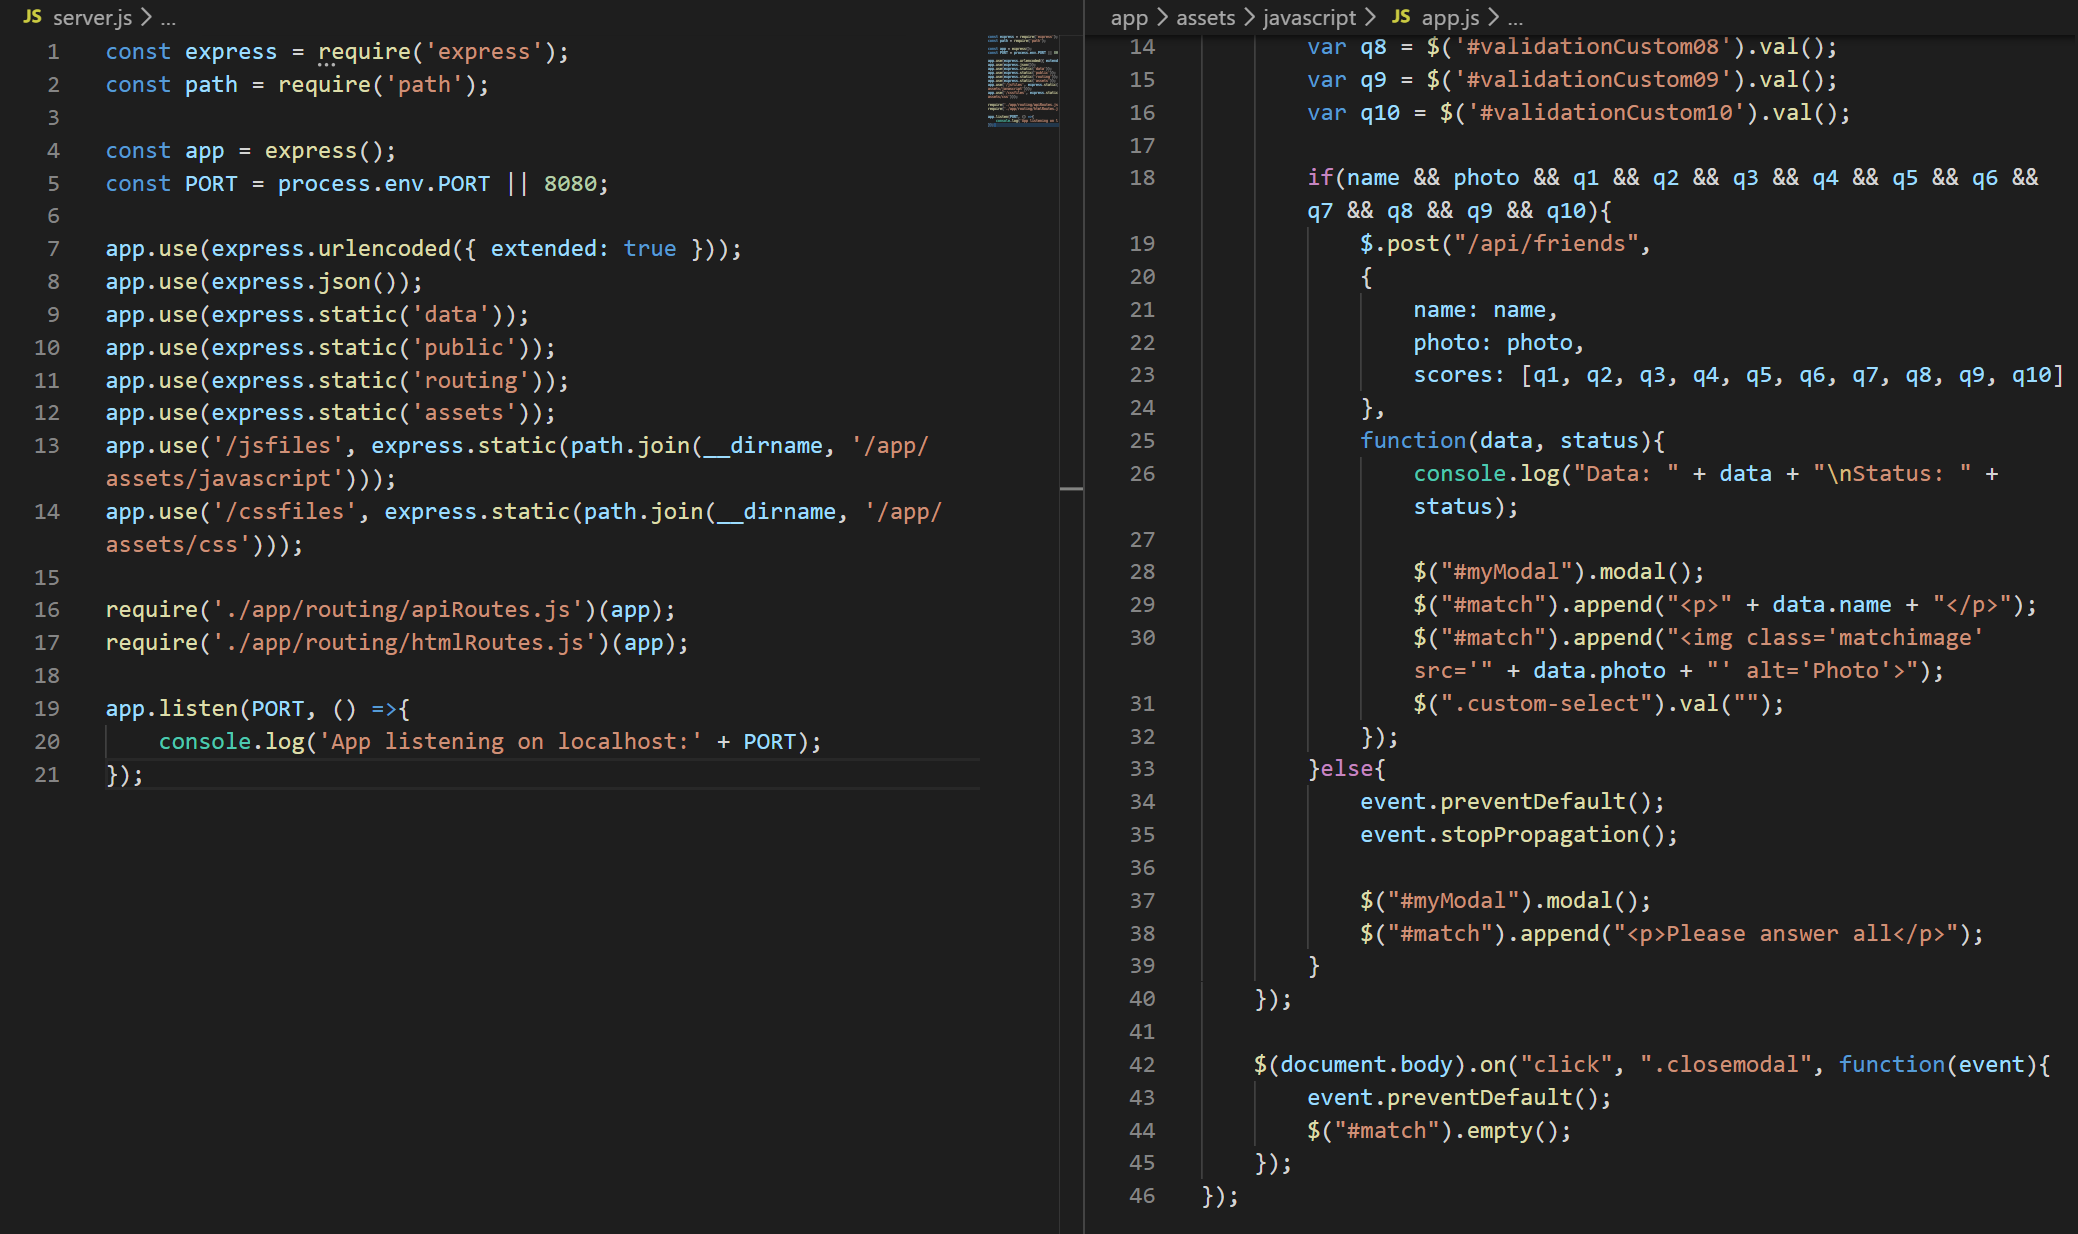 JS server.js > ...
1 const express = require('express');
2 const path = require('path');
3
4 const app = express();
5 const PORT = process.env.PORT || 8080;
6
7 app.use(express.urlencoded({ extended: true }));
8 app.use(express.json());
9 app.use(express.static('data'));
10 app.use(express.static('public'));
11 app.use(express.static('routing'));
12 app.use(express.static('assets'));
13 app.use('/jsfiles', express.static(path.join(__dirname, '/app/
assets/javascript')));
14 app.use('/cssfiles', express.static(path.join(__dirname, '/app/
assets/css')));
15
16 require('./app/routing/apiRoutes.js')(app);
17 require('./app/routing/htmlRoutes.js')(app);
18
19 app.listen(PORT, () =>{
20 console.log('App listening on localhost:' + PORT);
21 });
app > assets > javascript > JS app.js > ...
14 var q8 = $('#validationCustom08').val();
15 var q9 = $('#validationCustom09').val();
16 var q10 = $('#validationCustom10').val();
17
18 if(name && photo && q1 && q2 && q3 && q4 && q5 && q6 &&
q7 && q8 && q9 && q10){
19 $.post("/api/friends",
20 {
21 name: name,
22 photo: photo,
23 scores: [q1, q2, q3, q4, q5, q6, q7, q8, q9, q10]
24 },
25 function(data, status){
26 console.log("Data: " + data + "\nStatus: " +
status);
27
28 $("#myModal").modal();
29 $("#match").append("<p>" + data.name + "</p>");
30 $("#match").append("<img class='matchimage'
src='" + data.photo + "' alt='Photo'>");
31 $(".custom-select").val("");
32 });
33 }else{
34 event.preventDefault();
35 event.stopPropagation();
36
37 $("#myModal").modal();
38 $("#match").append("<p>Please answer all</p>");
39 }
40 });
41
42 $(document.body).on("click", ".closemodal", function(event){
43 event.preventDefault();
44 $("#match").empty();
45 });
46 });